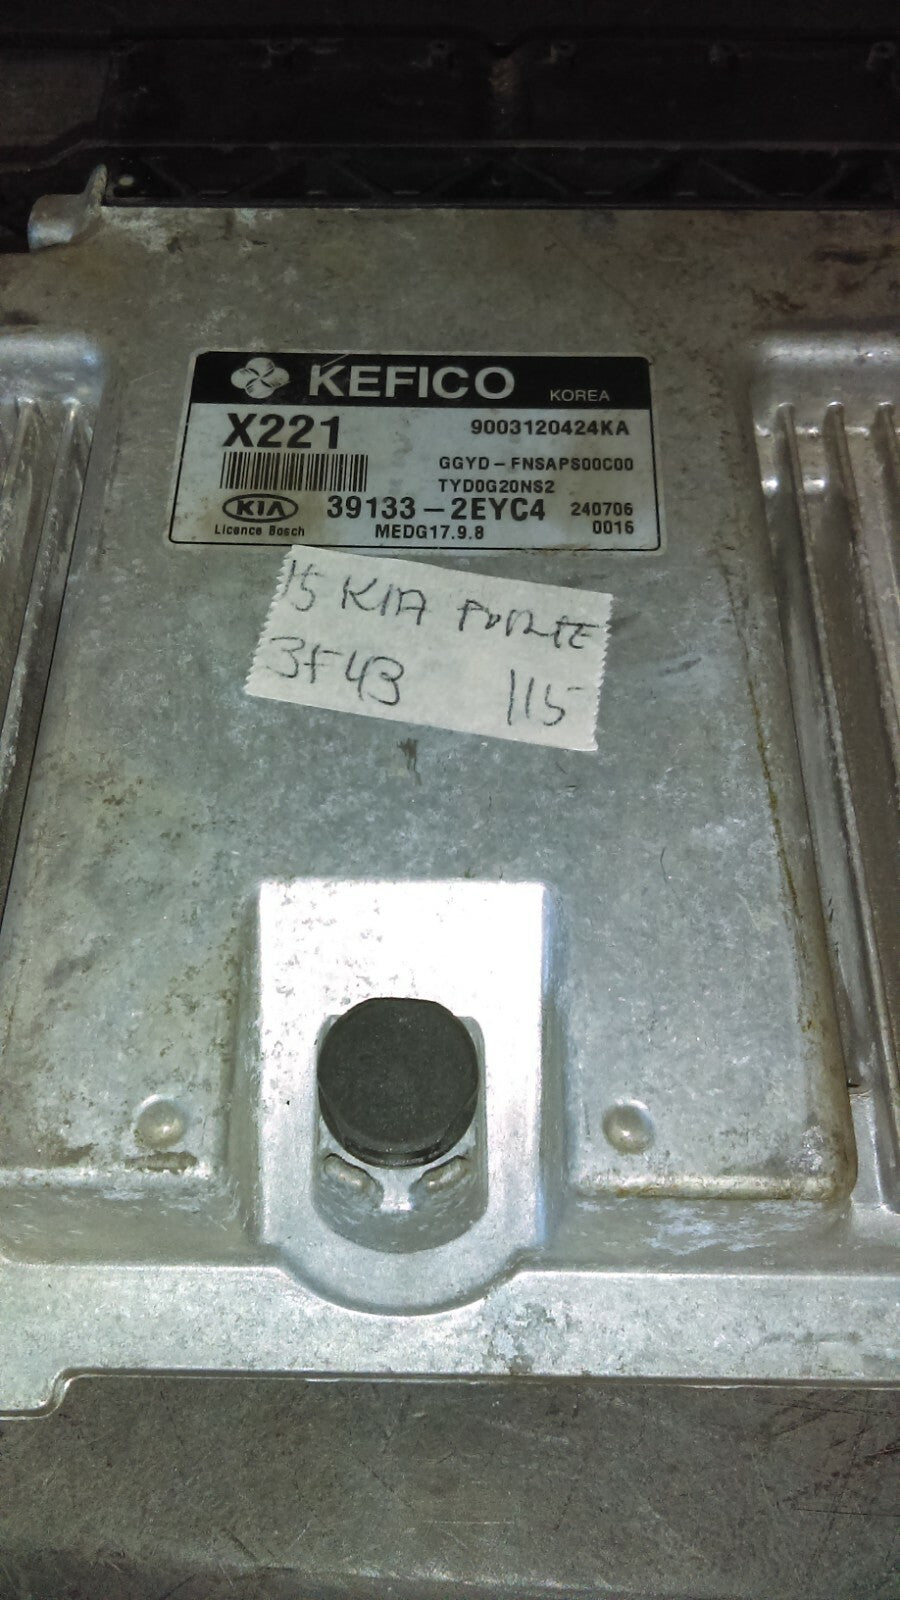 KEFICO KOREA
X221 9003120424KA
GGYD-FNSAPS00C00
TYD0G20NS2
KIA 39133-2EYC4 240706
Licence Bosch MEDG17.9.8 0016
15 KIA FORTE
3F43 115